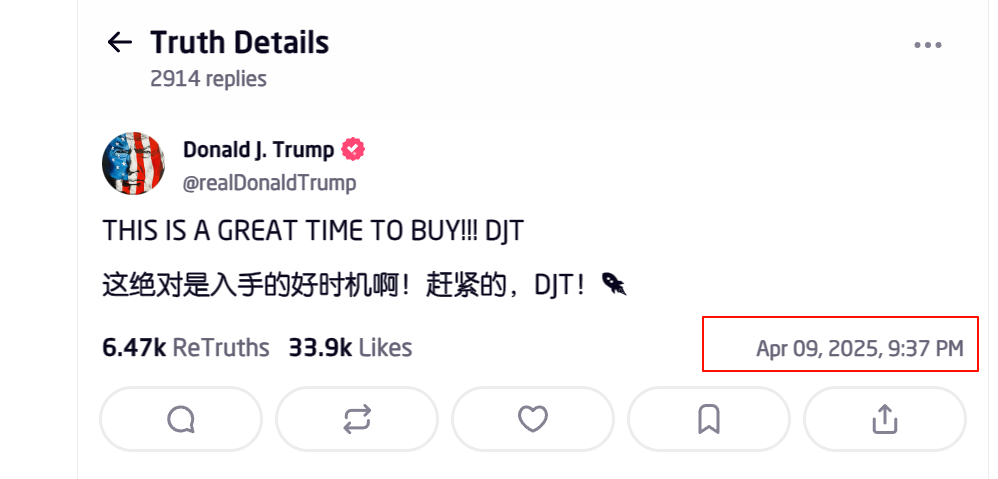 Truth Details
2914 replies
Donald J. Trump
@realDonaldTrump
THIS IS A GREAT TIME TO BUY!!! DJT
这绝对是入手的好时机啊！赶紧的，DJT！
6.47k ReTruths 33.9k Likes
Apr 09, 2025, 9:37 PM